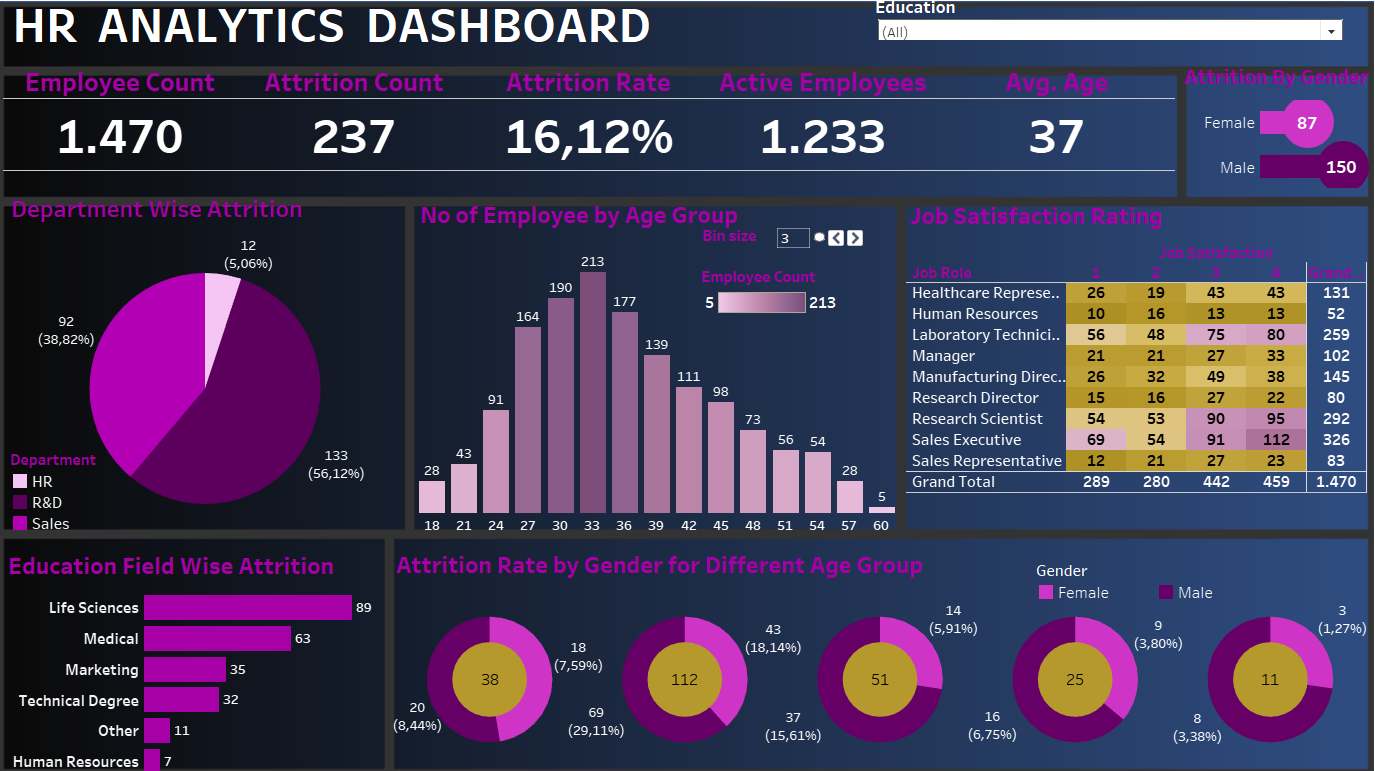 HR ANALYTICS DASHBOARD
Education
(All)
Employee Count
Attrition Count
Attrition Rate
Active Employees
Avg. Age
1.470
237
16,12%
1.233
37
Attrition By Gender
Female 87
Male 150
Department Wise Attrition
12
(5,06%)
92
(38,82%)
133
(56,12%)
Department
HR
R&D
Sales
No of Employee by Age Group
Bin size 3
Employee Count
5 213
28 43 91 164 190 213 177 139 111 98 73 56 54 28 5
18 21 24 27 30 33 36 39 42 45 48 51 54 57 60
Job Satisfaction Rating
Job Satisfaction
Job Role 1 2 3 4 Grand..
Healthcare Represe.. 26 19 43 43 131
Human Resources 10 16 13 13 52
Laboratory Technici.. 56 48 75 80 259
Manager 21 21 27 33 102
Manufacturing Direc.. 26 32 49 38 145
Research Director 15 16 27 22 80
Research Scientist 54 53 90 95 292
Sales Executive 69 54 91 112 326
Sales Representative 12 21 27 23 83
Grand Total 289 280 442 459 1.470
Education Field Wise Attrition
Life Sciences 89
Medical 63
Marketing 35
Technical Degree 32
Other 11
Human Resources 7
Attrition Rate by Gender for Different Age Group
Gender
Female
Male
38
18
(7,59%)
20
(8,44%)
112
43
(18,14%)
69
(29,11%)
51
14
(5,91%)
37
(15,61%)
25
9
(3,80%)
16
(6,75%)
11
3
(1,27%)
8
(3,38%)